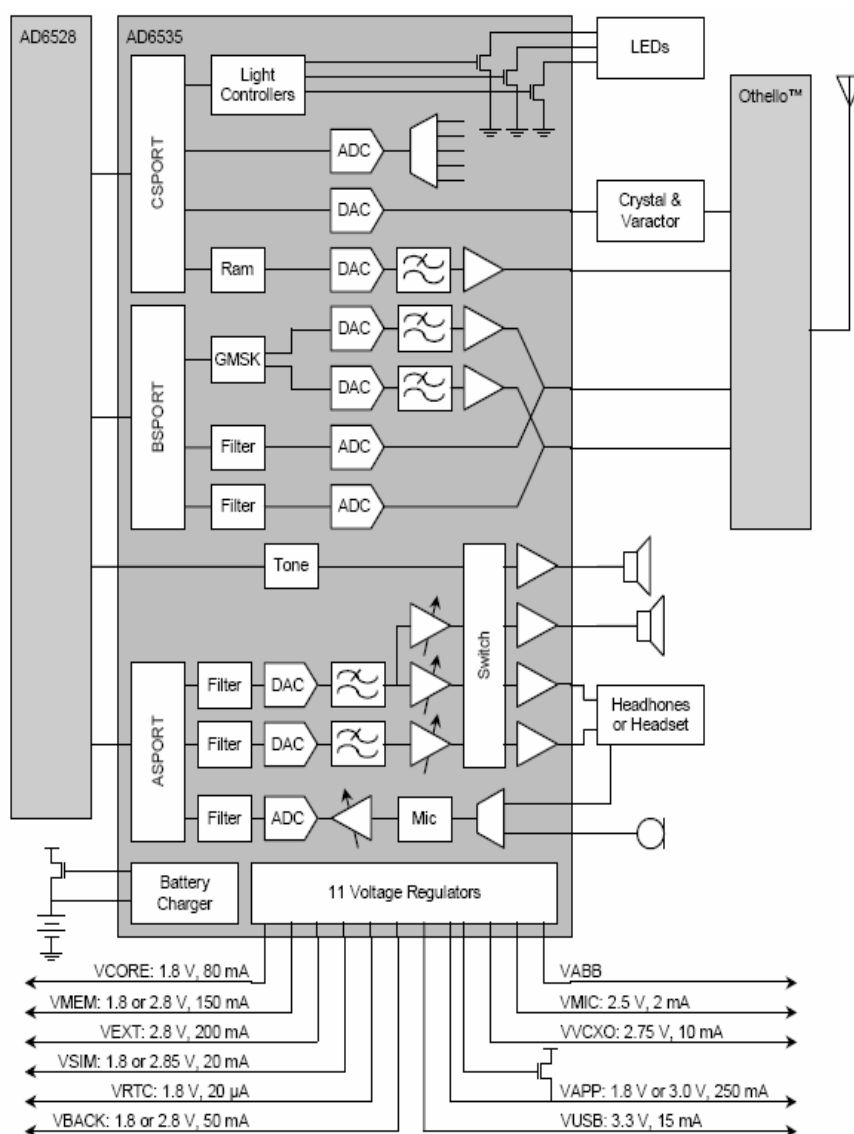 AD6528
AD6535
LEDs
Light
Controllers
Othello™
CSPORT
ADC
DAC
Crystal &
Varactor
Ram
DAC
BSPORT
GMSK
DAC
DAC
Filter
ADC
Filter
ADC
Tone
Switch
ASPORT
Filter
DAC
Filter
DAC
Headhones
or Headset
Filter
ADC
Mic
Battery
Charger
11 Voltage Regulators
VCORE: 1.8 V, 80 mA
VABB
VMEM: 1.8 or 2.8 V, 150 mA
VMIC: 2.5 V, 2 mA
VEXT: 2.8 V, 200 mA
VVCXO: 2.75 V, 10 mA
VSIM: 1.8 or 2.85 V, 20 mA
VRTC: 1.8 V, 20 µA
VAPP: 1.8 V or 3.0 V, 250 mA
VBACK: 1.8 or 2.8 V, 50 mA
VUSB: 3.3 V, 15 mA